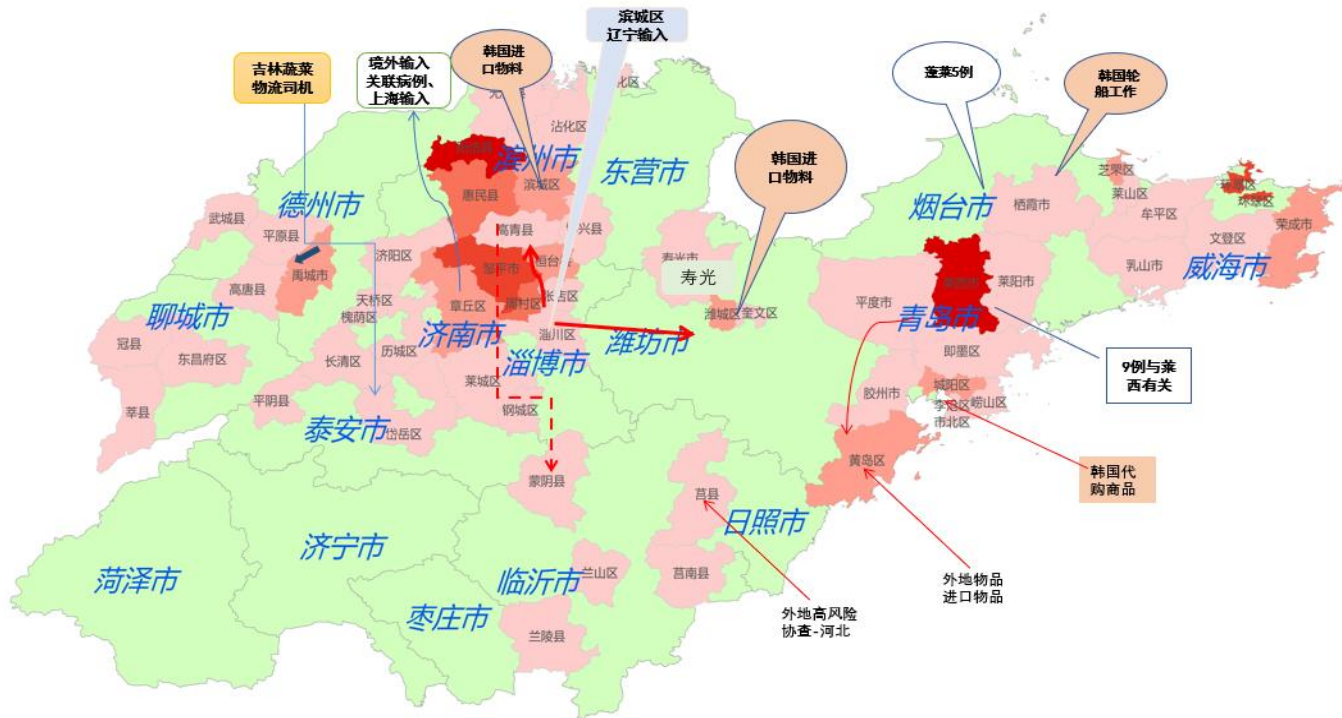 滨城区
辽宁输入
吉林蔬菜
物流司机
境外输入
关联病例、
上海输入
韩国进
口物料
蓬莱5例
韩国轮
船工作
韩国进
口物料
沾化区
滨州市
东营市
惠民县
滨城区
德州市
武城县
平原县
禹城市
高唐县
济阳区
高青县
邹平市
桓台县
周村区
张店区
章丘区
天桥区
槐荫区
济南市
历城区
长清区
聊城市
冠县
东昌府区
莘县
平阴县
淄川区
淄博市
莱城区
钢城区
泰安市
岱岳区
寿光市
寿光
潍城区
奎文区
潍坊市
烟台市
栖霞市
芝罘区
莱山区
牟平区
环翠区
文登区
荣成市
威海市
乳山市
莱阳市
平度市
青岛市
即墨区
9例与莱
西有关
胶州市
城阳区
李沧区
崂山区
市北区
黄岛区
韩国代
购商品
蒙阴县
莒县
日照市
莒南县
临沂市
兰山区
兰陵县
济宁市
菏泽市
枣庄市
外地物品
进口物品
外地高风险
协查-河北